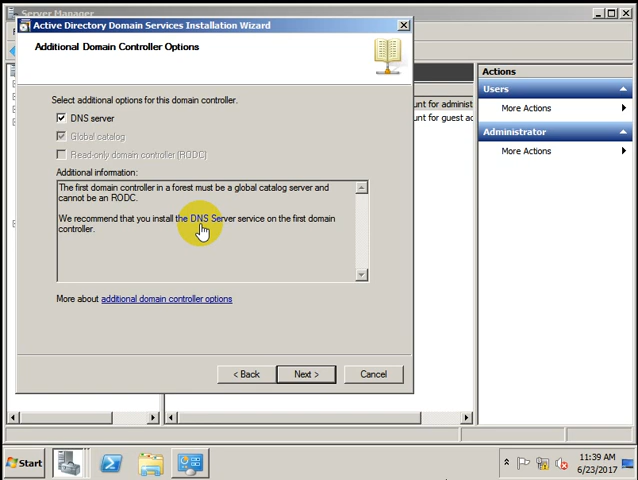 Server Manager
Active Directory Domain Services Installation Wizard
Additional Domain Controller Options
Select additional options for this domain controller.
DNS server
Global catalog
Read-only domain controller (RODC)
Additional information:
The first domain controller in a forest must be a global catalog server and
cannot be an RODC.
We recommend that you install the DNS Server service on the first domain
controller.
More about additional domain controller options
< Back
Next >
Cancel
ount for administ
unt for guest ac
Actions
Users
More Actions
Administrator
More Actions
Start
11:39 AM
6/23/2017